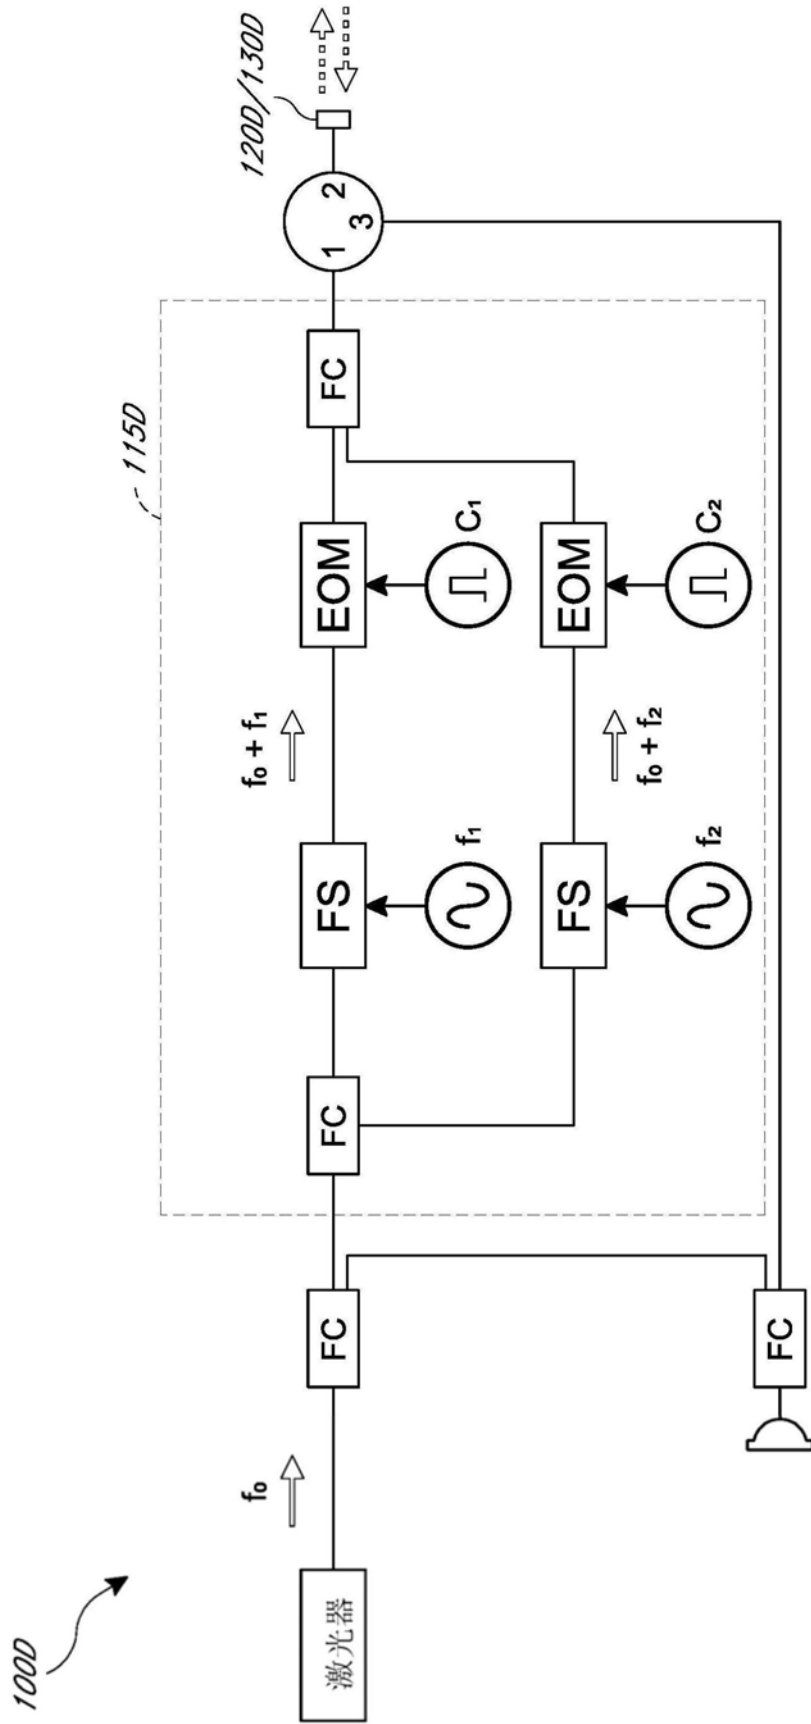 100D
激光器
f₀
FC
FC
115D
FC
FS
f₁
f₀ + f₁
EOM
C₁
FS
f₂
f₀ + f₂
EOM
C₂
FC
1
2
3
120D/130D